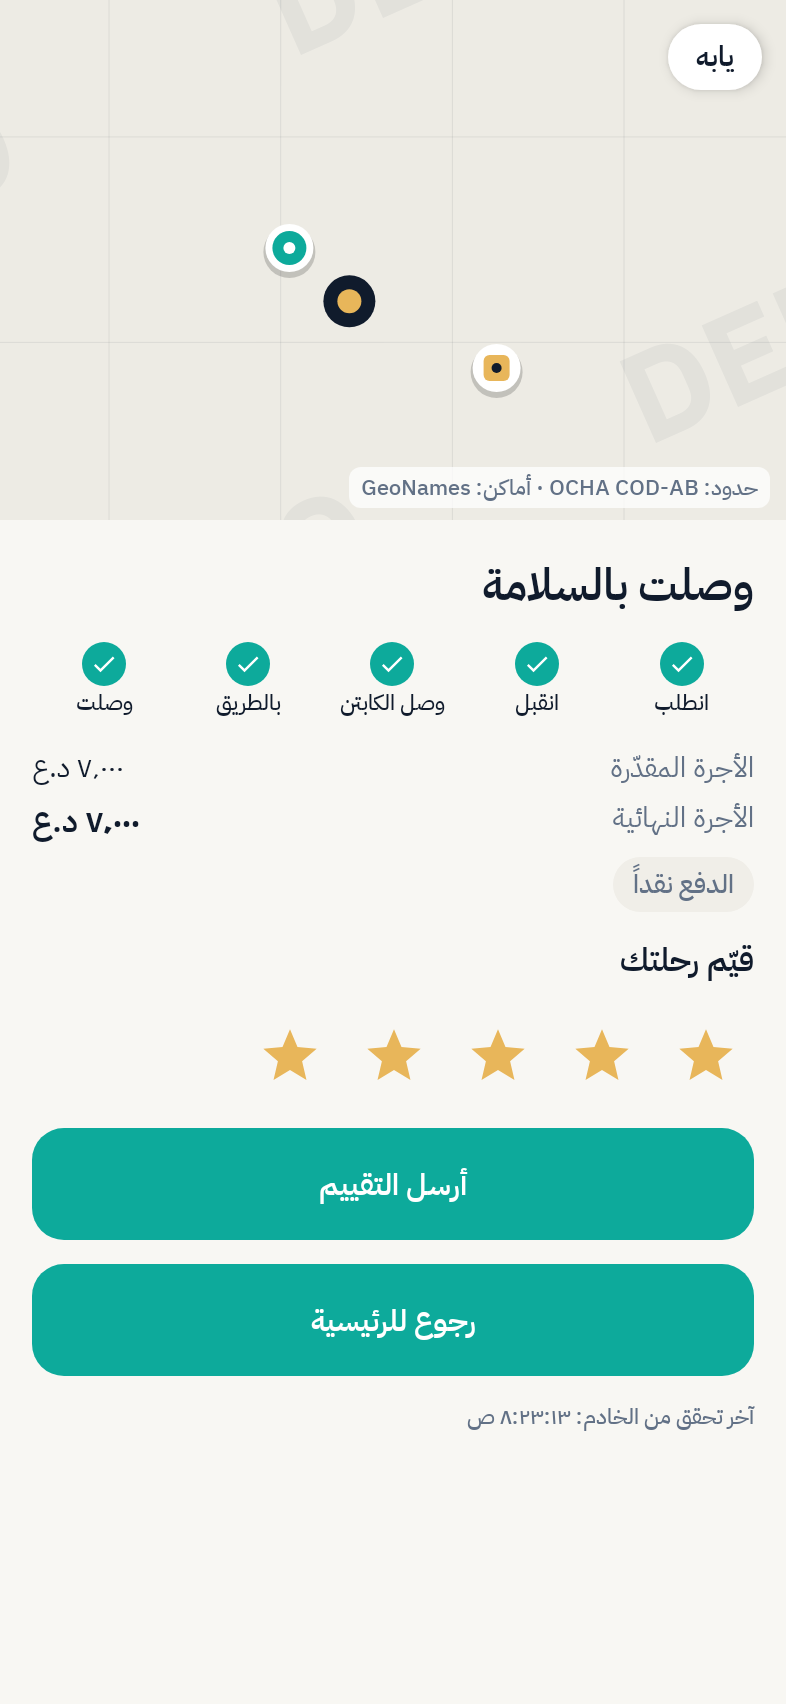 يابه
حدود: OCHA COD-AB · أماكن: GeoNames
وصلت بالسلامة
انطلب
انقبل
وصل الكابتن
بالطريق
وصلت
الأجرة المقدّرة ٧,٠٠٠ د.ع
الأجرة النهائية ٧,٠٠٠ د.ع
الدفع نقداً
قيّم رحلتك
أرسل التقييم
رجوع للرئيسية
آخر تحقق من الخادم: ٨:٢٣:١٣ ص